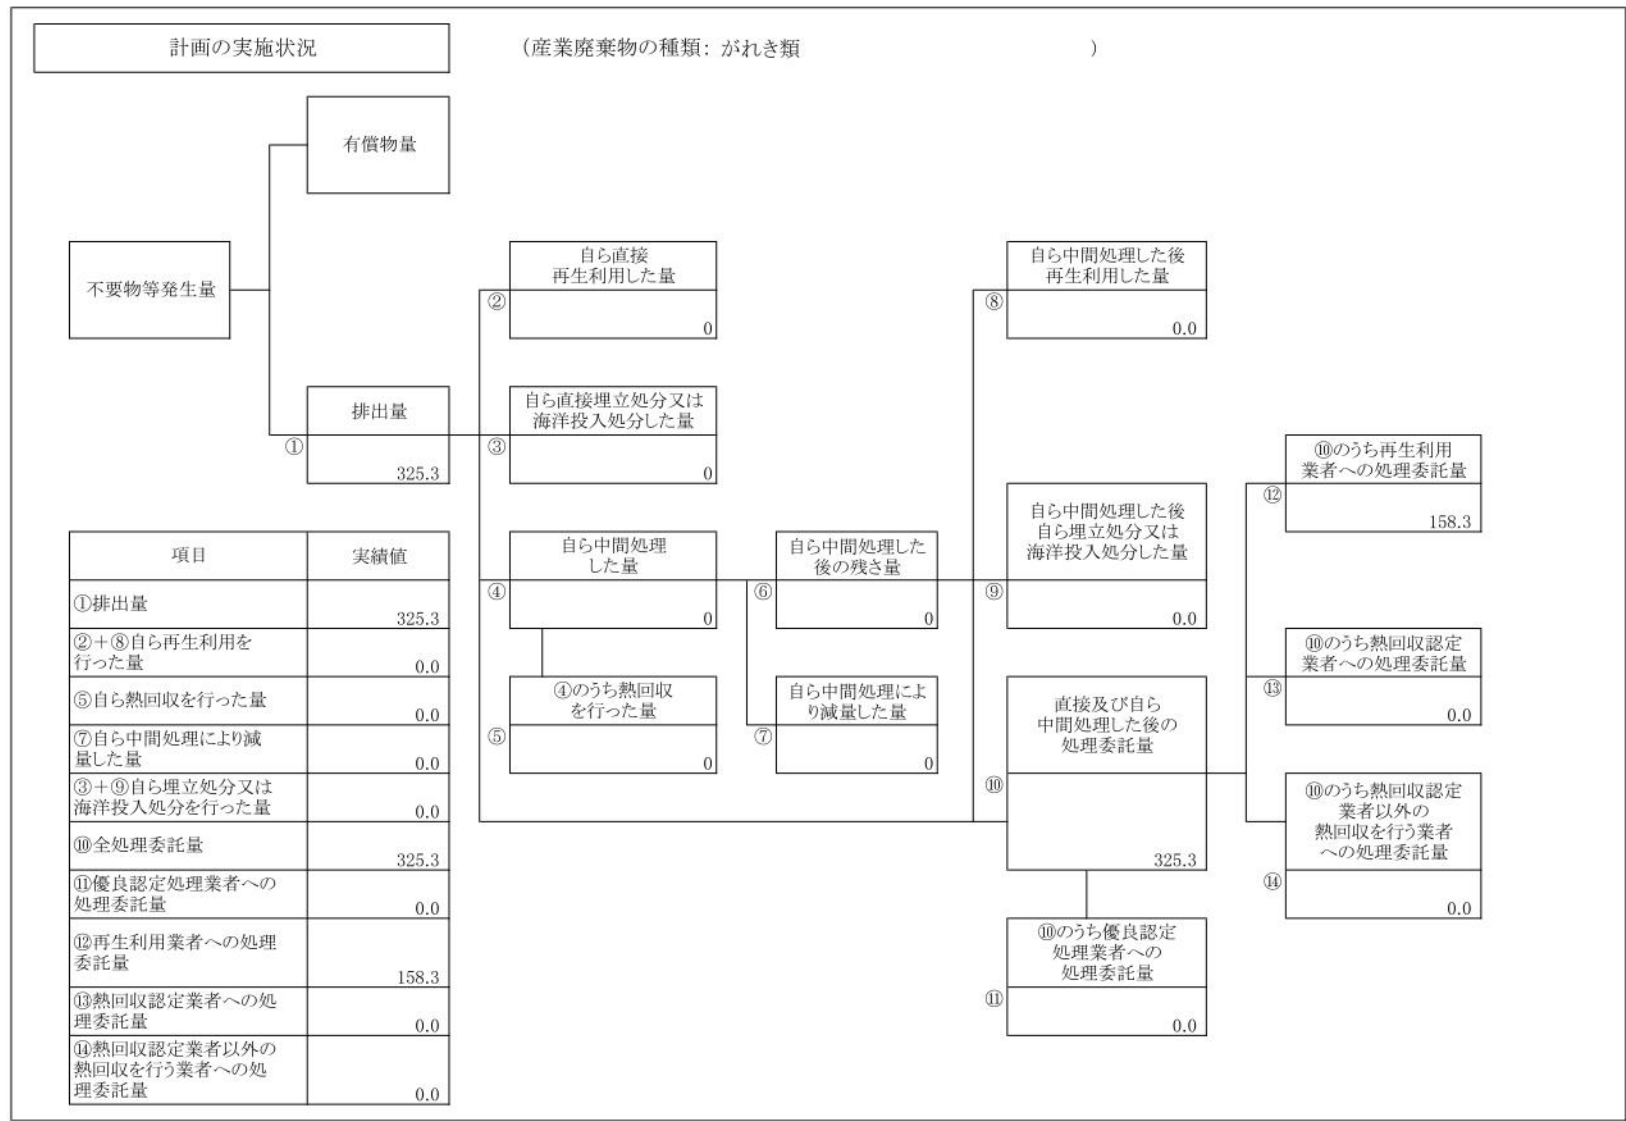 計画の実施状況
（産業廃棄物の種類： がれき類 ）
有償物量
不要物等発生量
自ら直接
再生利用した量
②
0
自ら中間処理した後
再生利用した量
⑧
0.0
排出量
①
325.3
自ら直接埋立処分又は
海洋投入処分した量
③
0
⑩のうち再生利用
業者への処理委託量
⑫
158.3
自ら中間処理
した量
④
0
自ら中間処理した
後の残さ量
⑥
0
自ら中間処理した後
自ら埋立処分又は
海洋投入処分した量
⑨
0.0
⑩のうち熱回収認定
業者への処理委託量
⑬
0.0
④のうち熱回収
を行った量
⑤
0
自ら中間処理によ
り減量した量
⑦
0
直接及び自ら
中間処理した後の
処理委託量
⑩
325.3
⑩のうち熱回収認定
業者以外の
熱回収を行う業者
への処理委託量
⑭
0.0
⑩のうち優良認定
処理業者への
処理委託量
⑪
0.0
項目 実績値
①排出量
325.3
②＋⑧自ら再生利用を
行った量
0.0
⑤自ら熱回収を行った量
0.0
⑦自ら中間処理により減
量した量
0.0
③＋⑨自ら埋立処分又は
海洋投入処分を行った量
0.0
⑩全処理委託量
325.3
⑪優良認定処理業者への
処理委託量
0.0
⑫再生利用業者への処理
委託量
158.3
⑬熱回収認定業者への処
理委託量
0.0
⑭熱回収認定業者以外の
熱回収を行う業者への処
理委託量
0.0